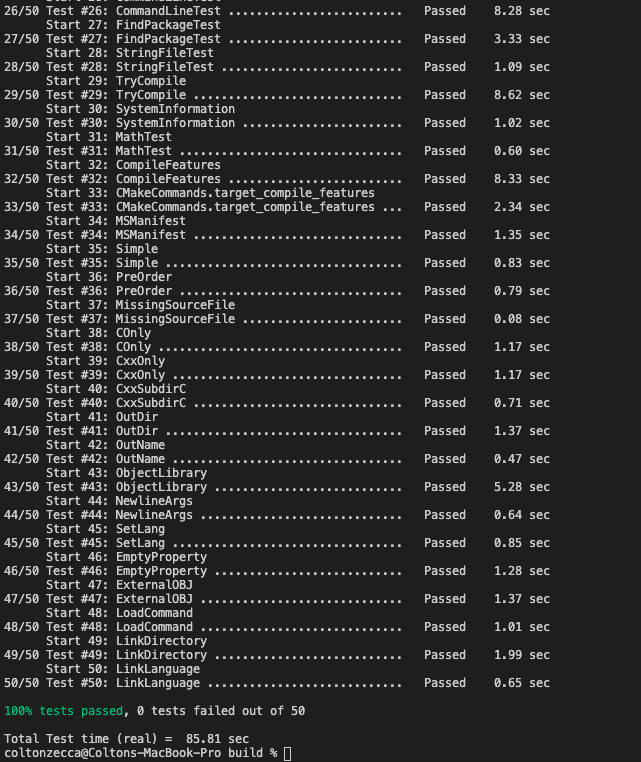 26/50 Test #26: CommandLineTest .........................   Passed    8.28 sec
      Start 27: FindPackageTest
27/50 Test #27: FindPackageTest .........................   Passed    3.33 sec
      Start 28: StringFileTest
28/50 Test #28: StringFileTest ..........................   Passed    1.09 sec
      Start 29: TryCompile
29/50 Test #29: TryCompile ..............................   Passed    8.62 sec
      Start 30: SystemInformation
30/50 Test #30: SystemInformation .......................   Passed    1.02 sec
      Start 31: MathTest
31/50 Test #31: MathTest ................................   Passed    0.60 sec
      Start 32: CompileFeatures
32/50 Test #32: CompileFeatures .........................   Passed    8.33 sec
      Start 33: CMakeCommands.target_compile_features
33/50 Test #33: CMakeCommands.target_compile_features ...   Passed    2.34 sec
      Start 34: MSManifest
34/50 Test #34: MSManifest ..............................   Passed    1.35 sec
      Start 35: Simple
35/50 Test #35: Simple ..................................   Passed    0.83 sec
      Start 36: PreOrder
36/50 Test #36: PreOrder ................................   Passed    0.79 sec
      Start 37: MissingSourceFile
37/50 Test #37: MissingSourceFile .......................   Passed    0.08 sec
      Start 38: COnly
38/50 Test #38: COnly ...................................   Passed    1.17 sec
      Start 39: CxxOnly
39/50 Test #39: CxxOnly .................................   Passed    1.17 sec
      Start 40: CxxSubdirC
40/50 Test #40: CxxSubdirC ..............................   Passed    0.71 sec
      Start 41: OutDir
41/50 Test #41: OutDir ..................................   Passed    1.37 sec
      Start 42: OutName
42/50 Test #42: OutName .................................   Passed    0.47 sec
      Start 43: ObjectLibrary
43/50 Test #43: ObjectLibrary ...........................   Passed    5.28 sec
      Start 44: NewlineArgs
44/50 Test #44: NewlineArgs .............................   Passed    0.64 sec
      Start 45: SetLang
45/50 Test #45: SetLang .................................   Passed    0.85 sec
      Start 46: EmptyProperty
46/50 Test #46: EmptyProperty ...........................   Passed    1.28 sec
      Start 47: ExternalOBJ
47/50 Test #47: ExternalOBJ .............................   Passed    1.37 sec
      Start 48: LoadCommand
48/50 Test #48: LoadCommand .............................   Passed    1.01 sec
      Start 49: LinkDirectory
49/50 Test #49: LinkDirectory ...........................   Passed    1.99 sec
      Start 50: LinkLanguage
50/50 Test #50: LinkLanguage ............................   Passed    0.65 sec
100% tests passed, 0 tests failed out of 50
Total Test time (real) =  85.81 sec
coltonzecca@Coltons-MacBook-Pro build %